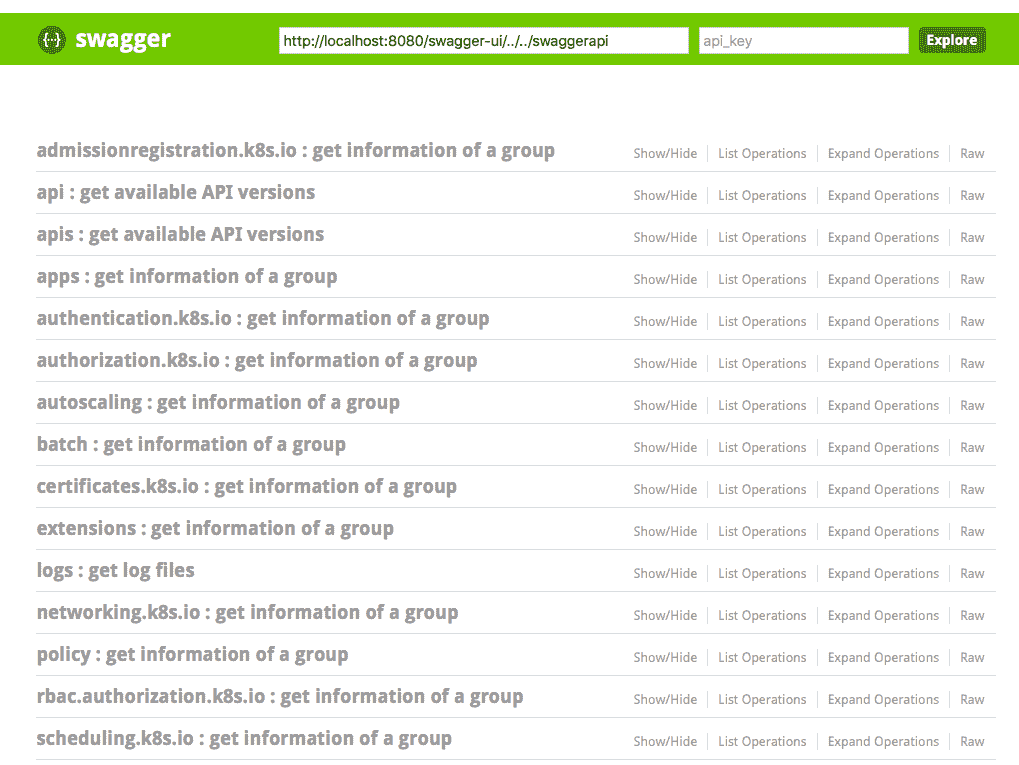 swagger http://localhost:8080/swagger-ui/../../swaggerapi api_key Explore
admissionregistration.k8s.io : get information of a group Show/Hide List Operations Expand Operations Raw
api : get available API versions Show/Hide List Operations Expand Operations Raw
apis : get available API versions Show/Hide List Operations Expand Operations Raw
apps : get information of a group Show/Hide List Operations Expand Operations Raw
authentication.k8s.io : get information of a group Show/Hide List Operations Expand Operations Raw
authorization.k8s.io : get information of a group Show/Hide List Operations Expand Operations Raw
autoscaling : get information of a group Show/Hide List Operations Expand Operations Raw
batch : get information of a group Show/Hide List Operations Expand Operations Raw
certificates.k8s.io : get information of a group Show/Hide List Operations Expand Operations Raw
extensions : get information of a group Show/Hide List Operations Expand Operations Raw
logs : get log files Show/Hide List Operations Expand Operations Raw
networking.k8s.io : get information of a group Show/Hide List Operations Expand Operations Raw
policy : get information of a group Show/Hide List Operations Expand Operations Raw
rbac.authorization.k8s.io : get information of a group Show/Hide List Operations Expand Operations Raw
scheduling.k8s.io : get information of a group Show/Hide List Operations Expand Operations Raw